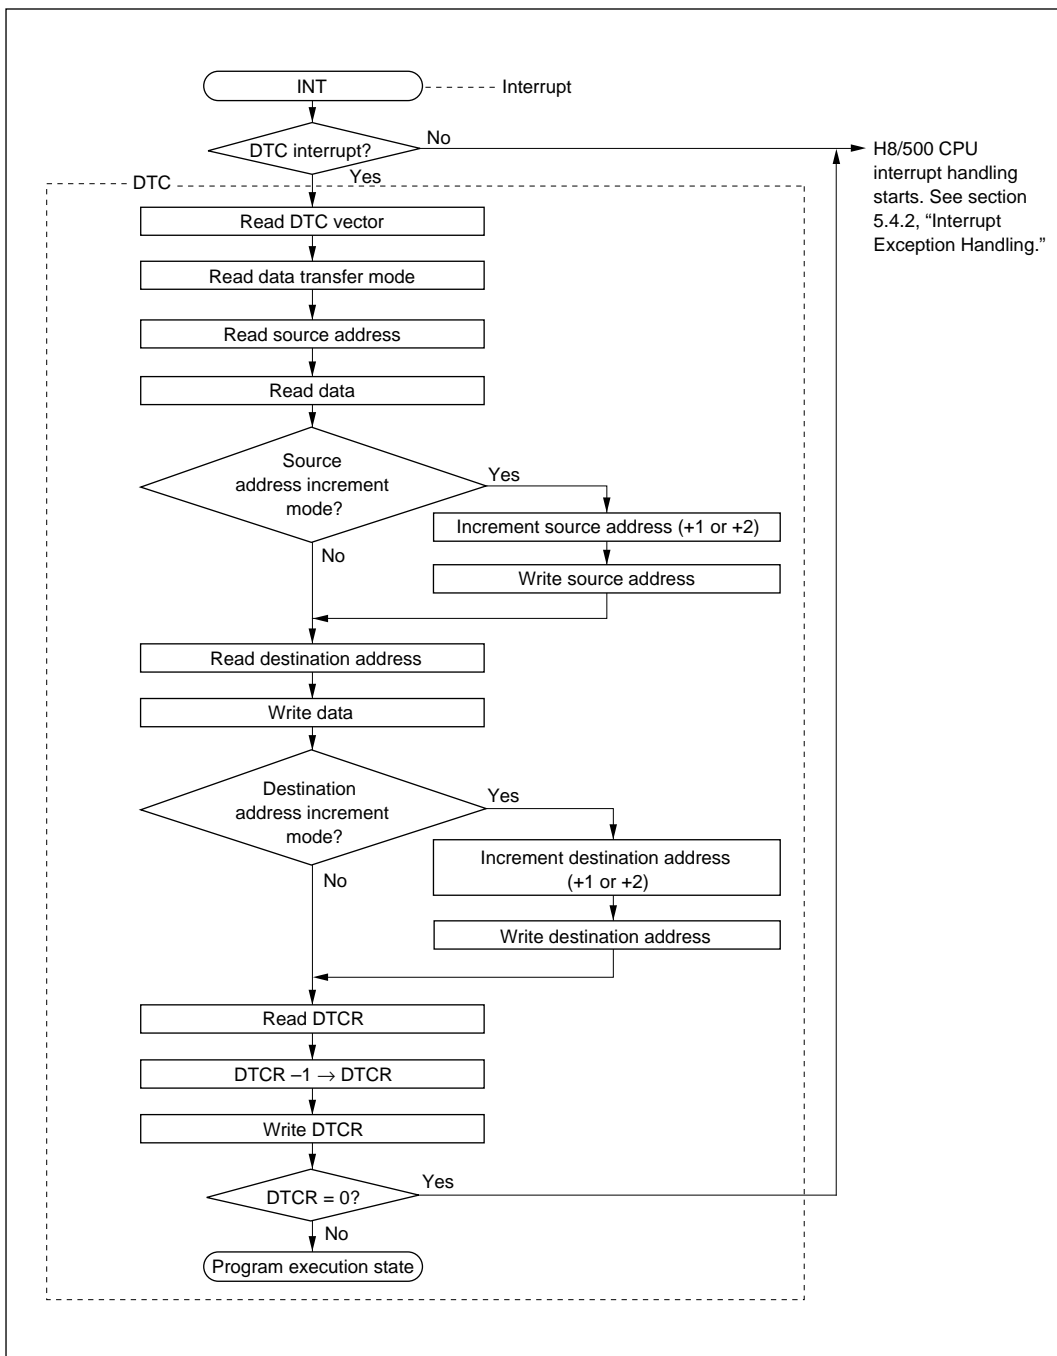 INT
Interrupt
DTC interrupt?
No
Yes
H8/500 CPU
interrupt handling
starts. See section
5.4.2, “Interrupt
Exception Handling.”
DTC
Read DTC vector
Read data transfer mode
Read source address
Read data
Source
address increment
mode?
Yes
No
Increment source address (+1 or +2)
Write source address
Read destination address
Write data
Destination
address increment
mode?
Yes
No
Increment destination address
(+1 or +2)
Write destination address
Read DTCR
DTCR –1 → DTCR
Write DTCR
DTCR = 0?
Yes
No
Program execution state